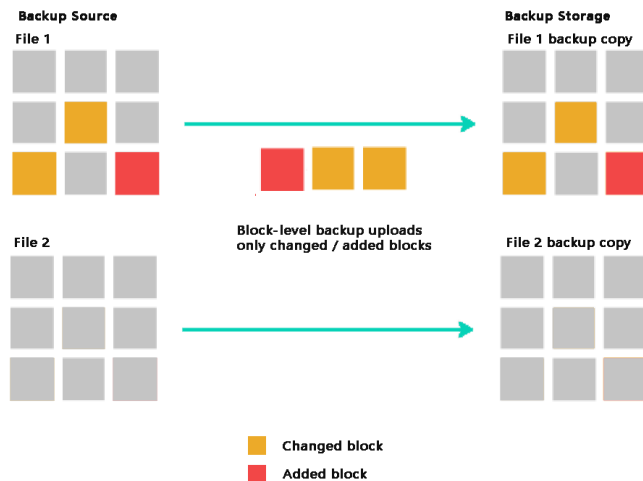 Backup Source
Backup Storage
File 1
File 1 backup copy
Block-level backup uploads
only changed / added blocks
File 2
File 2 backup copy
Changed block
Added block